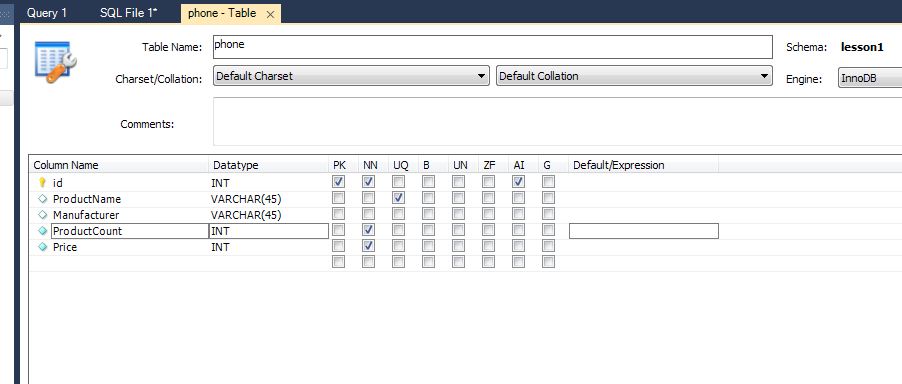 Query 1 SQL File 1* phone - Table
Table Name: phone Schema: lesson1
Charset/Collation: Default Charset Default Collation Engine: InnoDB
Comments:
Column Name Datatype PK NN UQ B UN ZF AI G Default/Expression
id INT
ProductName VARCHAR(45)
Manufacturer VARCHAR(45)
ProductCount INT
Price INT